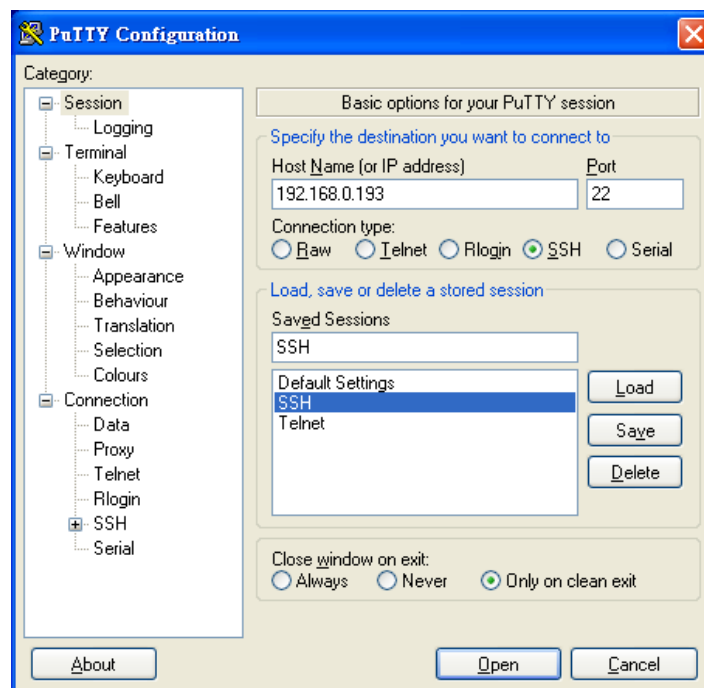 PuTTY Configuration
Category:
Session
Logging
Terminal
Keyboard
Bell
Features
Window
Appearance
Behaviour
Translation
Selection
Colours
Connection
Data
Proxy
Telnet
Rlogin
SSH
Serial
Basic options for your PuTTY session
Specify the destination you want to connect to
Host Name (or IP address) Port
192.168.0.193 22
Connection type:
Raw Telnet Rlogin SSH Serial
Load, save or delete a stored session
Saved Sessions
SSH
Default Settings
SSH
Telnet
Load
Save
Delete
Close window on exit:
Always Never Only on clean exit
About Open Cancel